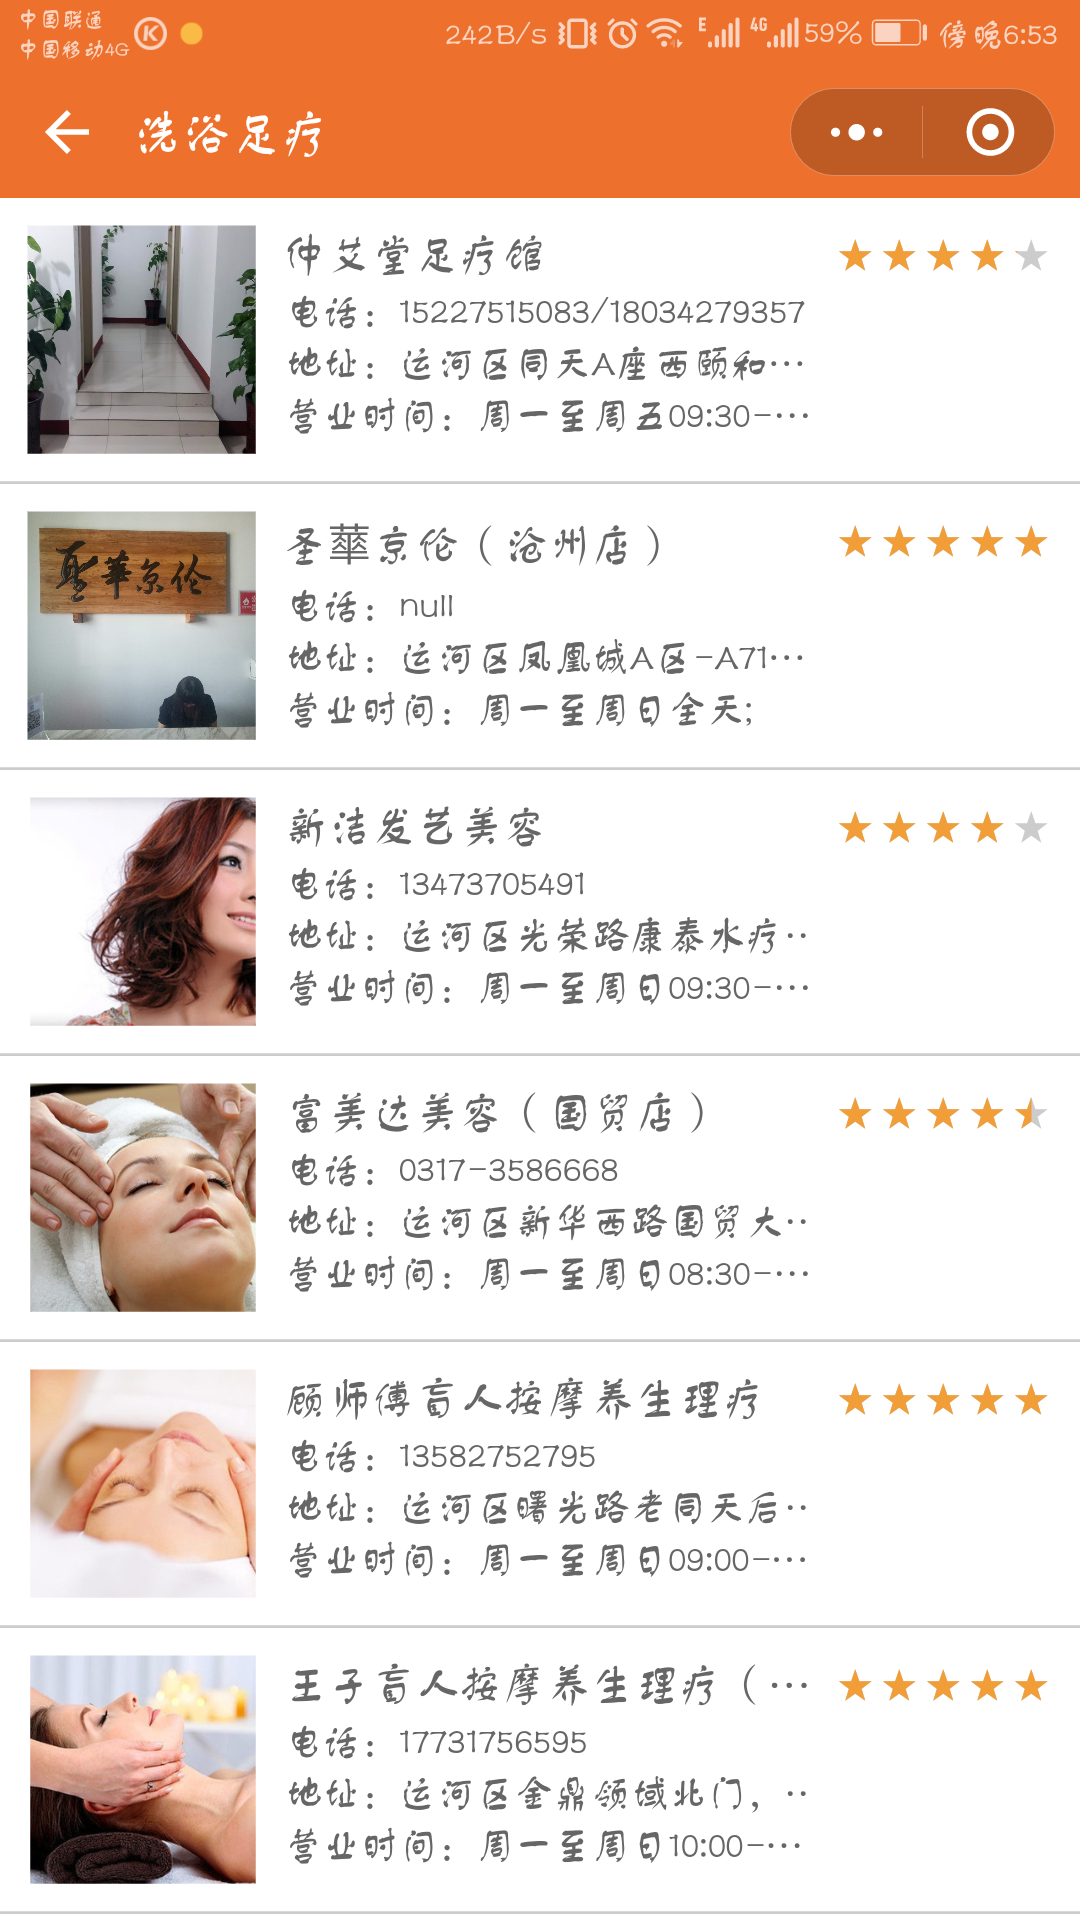 中国联通
中国移动4G
242B/s
E
4G
59%
傍晚6:53
洗浴足疗
仲艾堂足疗馆
电话：15227515083/18034279357
地址：运河区同天A座西颐和…
营业时间：周一至周五09:30-…
圣華京伦（沧州店）
电话：null
地址：运河区凤凰城A区-A71…
营业时间：周一至周日全天;
聖華京伦
新洁发艺美容
电话：13473705491
地址：运河区光荣路康泰水疗··
营业时间：周一至周日09:30-…
富美达美容（国贸店）
电话：0317-3586668
地址：运河区新华西路国贸大··
营业时间：周一至周日08:30-…
顾师傅盲人按摩养生理疗
电话：13582752795
地址：运河区曙光路老同天后··
营业时间：周一至周日09:00-…
王子盲人按摩养生理疗（…
电话：17731756595
地址：运河区金鼎领域北门，··
营业时间：周一至周日10:00-…